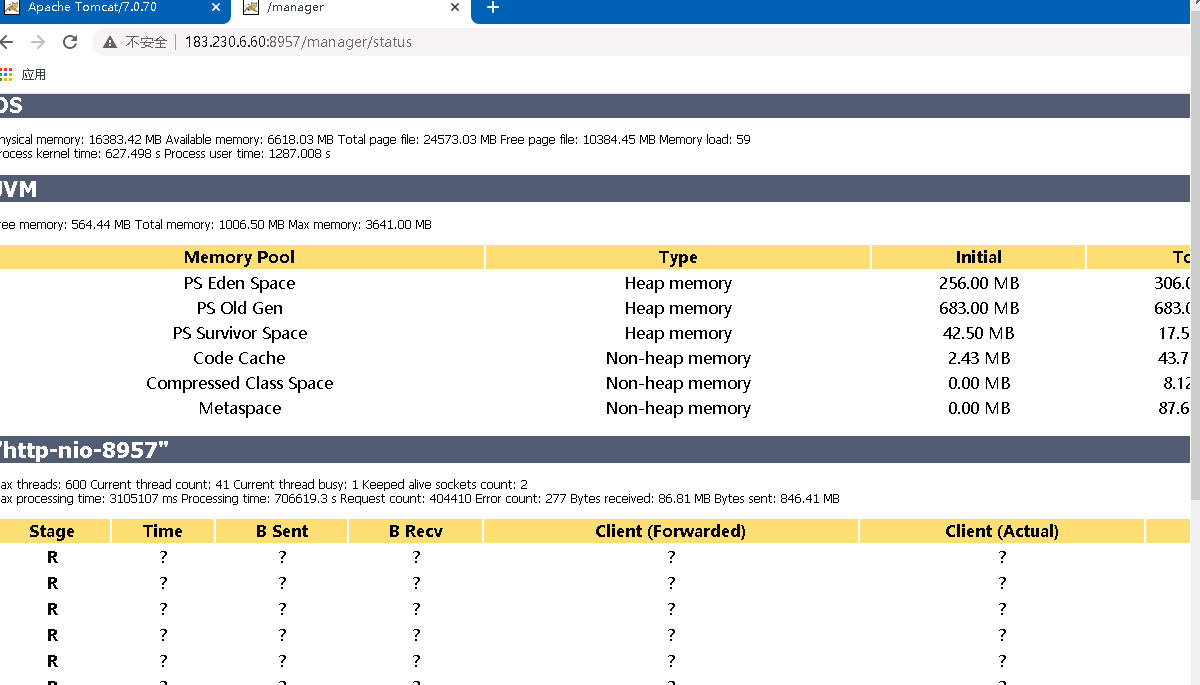 Apache Tomcat/7.0.70
/manager
不安全 183.230.6.60:8957/manager/status
应用
OS
hysical memory: 16383.42 MB Available memory: 6618.03 MB Total page file: 24573.03 MB Free page file: 10384.45 MB Memory load: 59
rocess kernel time: 627.498 s Process user time: 1287.008 s
JVM
ree memory: 564.44 MB Total memory: 1006.50 MB Max memory: 3641.00 MB
Memory Pool Type Initial To
PS Eden Space Heap memory 256.00 MB 306.0
PS Old Gen Heap memory 683.00 MB 683.0
PS Survivor Space Heap memory 42.50 MB 17.5
Code Cache Non-heap memory 2.43 MB 43.7
Compressed Class Space Non-heap memory 0.00 MB 8.12
Metaspace Non-heap memory 0.00 MB 87.6
"http-nio-8957"
ax threads: 600 Current thread count: 41 Current thread busy: 1 Keeped alive sockets count: 2
ax processing time: 3105107 ms Processing time: 706619.3 s Request count: 404410 Error count: 277 Bytes received: 86.81 MB Bytes sent: 846.41 MB
Stage Time B Sent B Recv Client (Forwarded) Client (Actual)
R ? ? ? ? ?
R ? ? ? ? ?
R ? ? ? ? ?
R ? ? ? ? ?
R ? ? ? ? ?
R ? ? ? ? ?